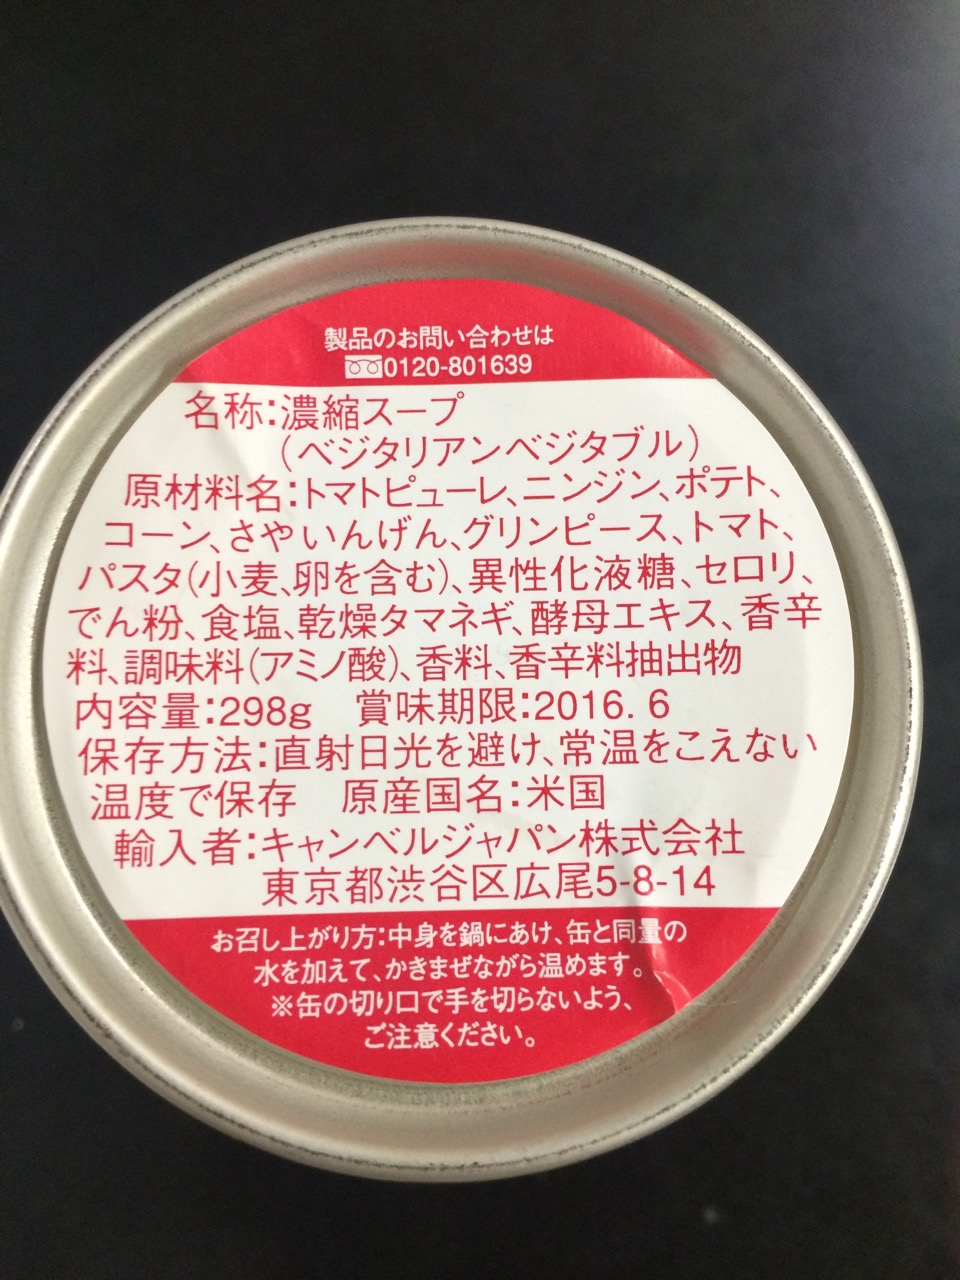 製品のお問い合わせは
0120-801639
名称:濃縮スープ
(ベジタリアンベジタブル)
原材料名:トマトピューレ、ニンジン、ポテト、
コーン、さやいんげん、グリンピース、トマト、
パスタ(小麦、卵を含む)、異性化液糖、セロリ、
でん粉、食塩、乾燥タマネギ、酵母エキス、香辛
料、調味料(アミノ酸)、香料、香辛料抽出物
内容量:298g 賞味期限:2016. 6
保存方法:直射日光を避け、常温をこえない
温度で保存 原産国名:米国
輸入者:キャンベルジャパン株式会社
東京都渋谷区広尾5-8-14
お召し上がり方:中身を鍋にあけ、缶と同量の
水を加えて、かきまぜながら温めます。
※缶の切り口で手を切らないよう、
ご注意ください。